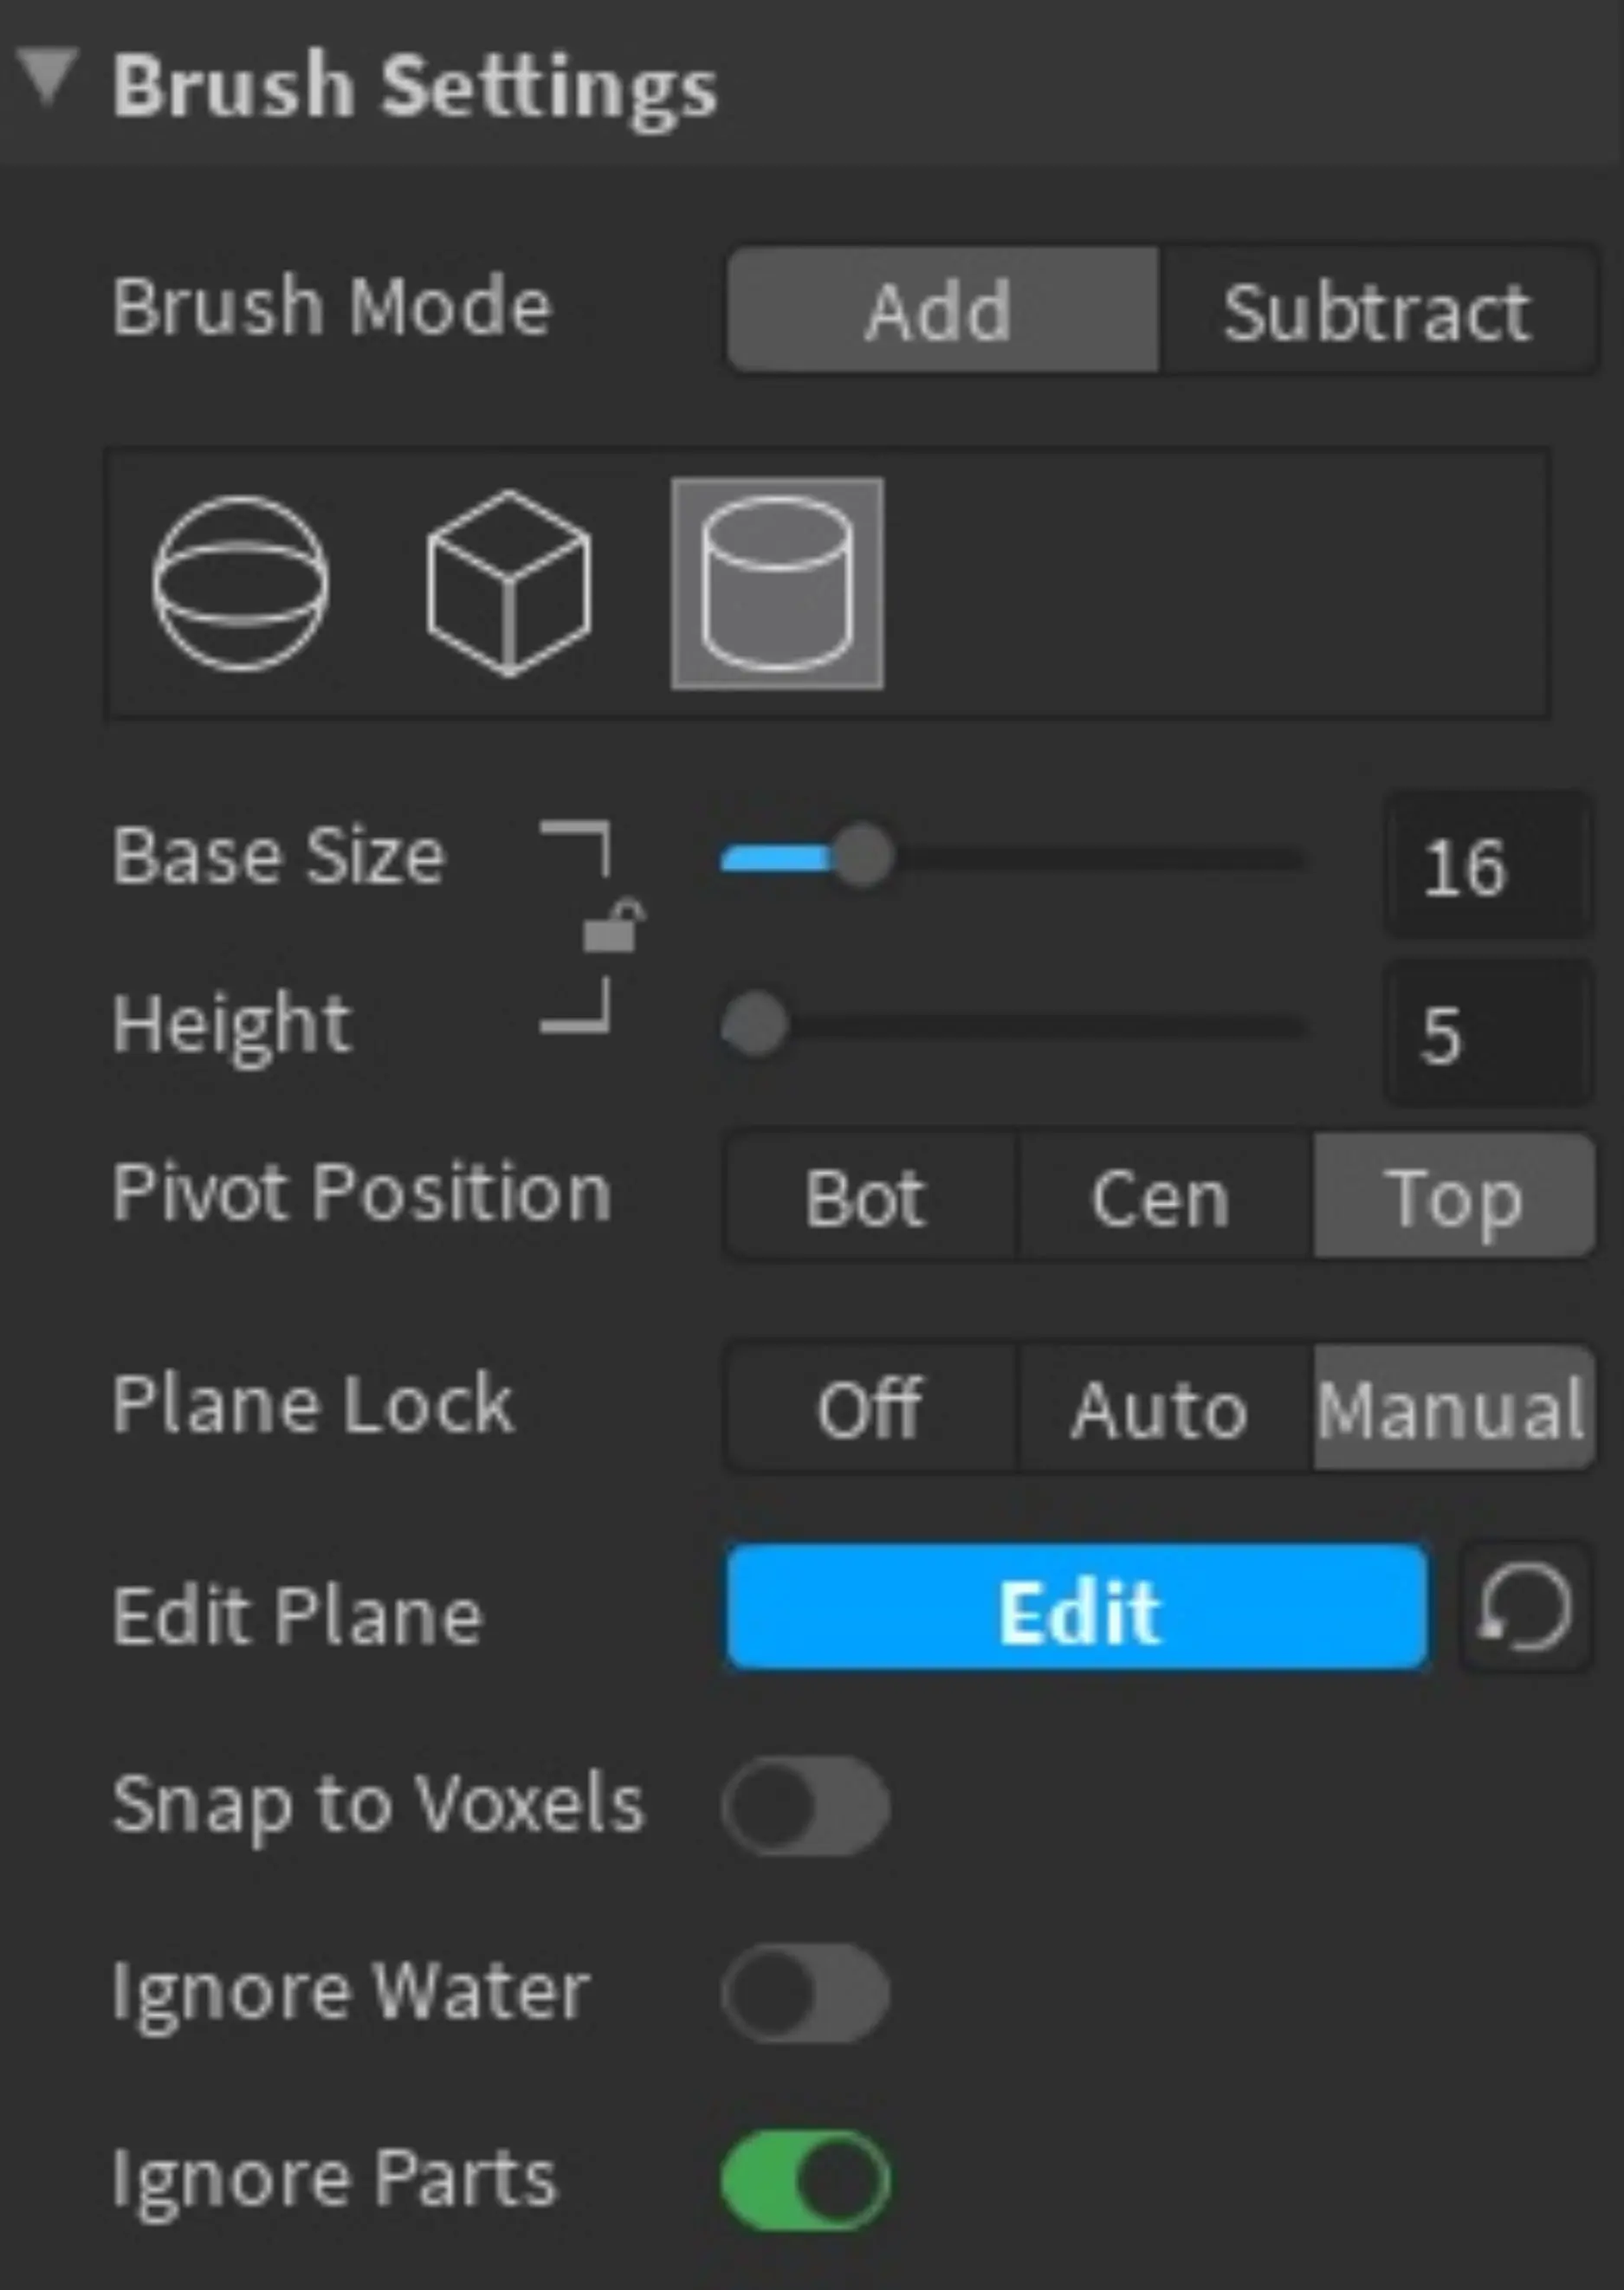 Brush Settings
Brush Mode Add Subtract
Base Size 16
Height 5
Pivot Position Bot Cen Top
Plane Lock Off Auto Manual
Edit Plane Edit
Snap to Voxels
Ignore Water
Ignore Parts